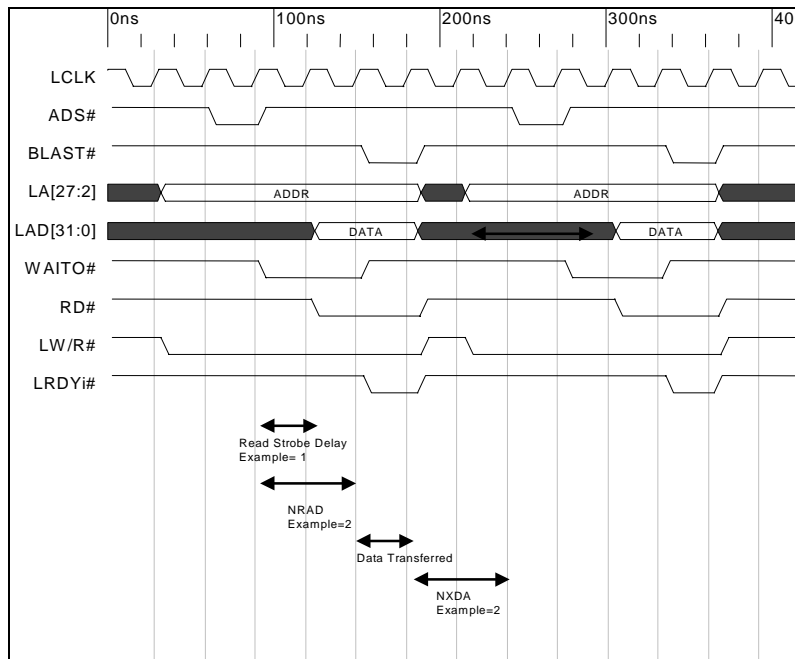 0ns 100ns 200ns 300ns 40
LCLK
ADS#
BLAST#
LA[27:2] ADDR ADDR
LAD[31:0] DATA DATA
WAITO#
RD#
LW/R#
LRDYi#
Read Strobe Delay
Example= 1
NRAD
Example=2
Data Transferred
NXDA
Example=2